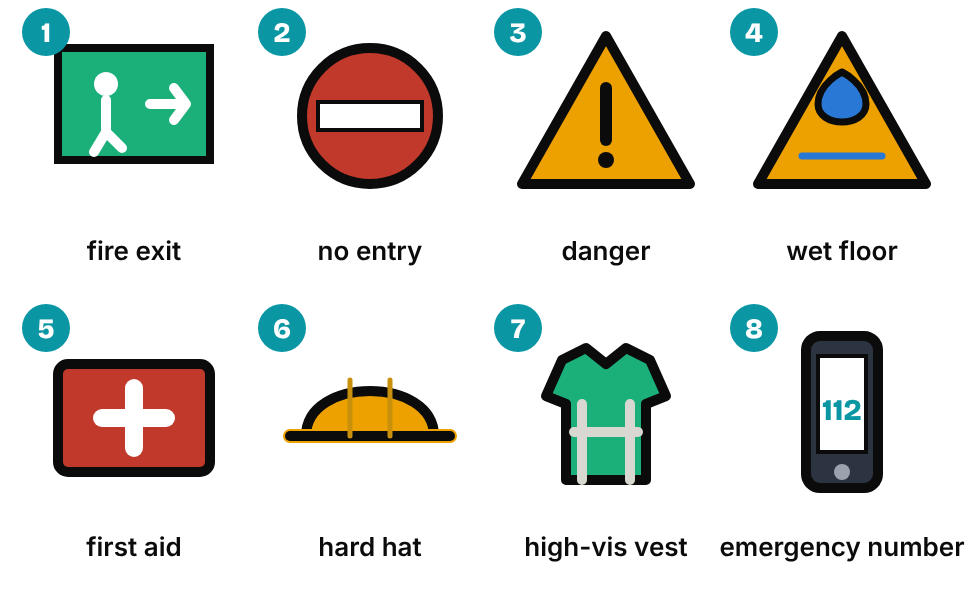 1
fire exit
2
no entry
3
danger
4
wet floor
5
first aid
6
hard hat
7
high-vis vest
8
112
emergency number